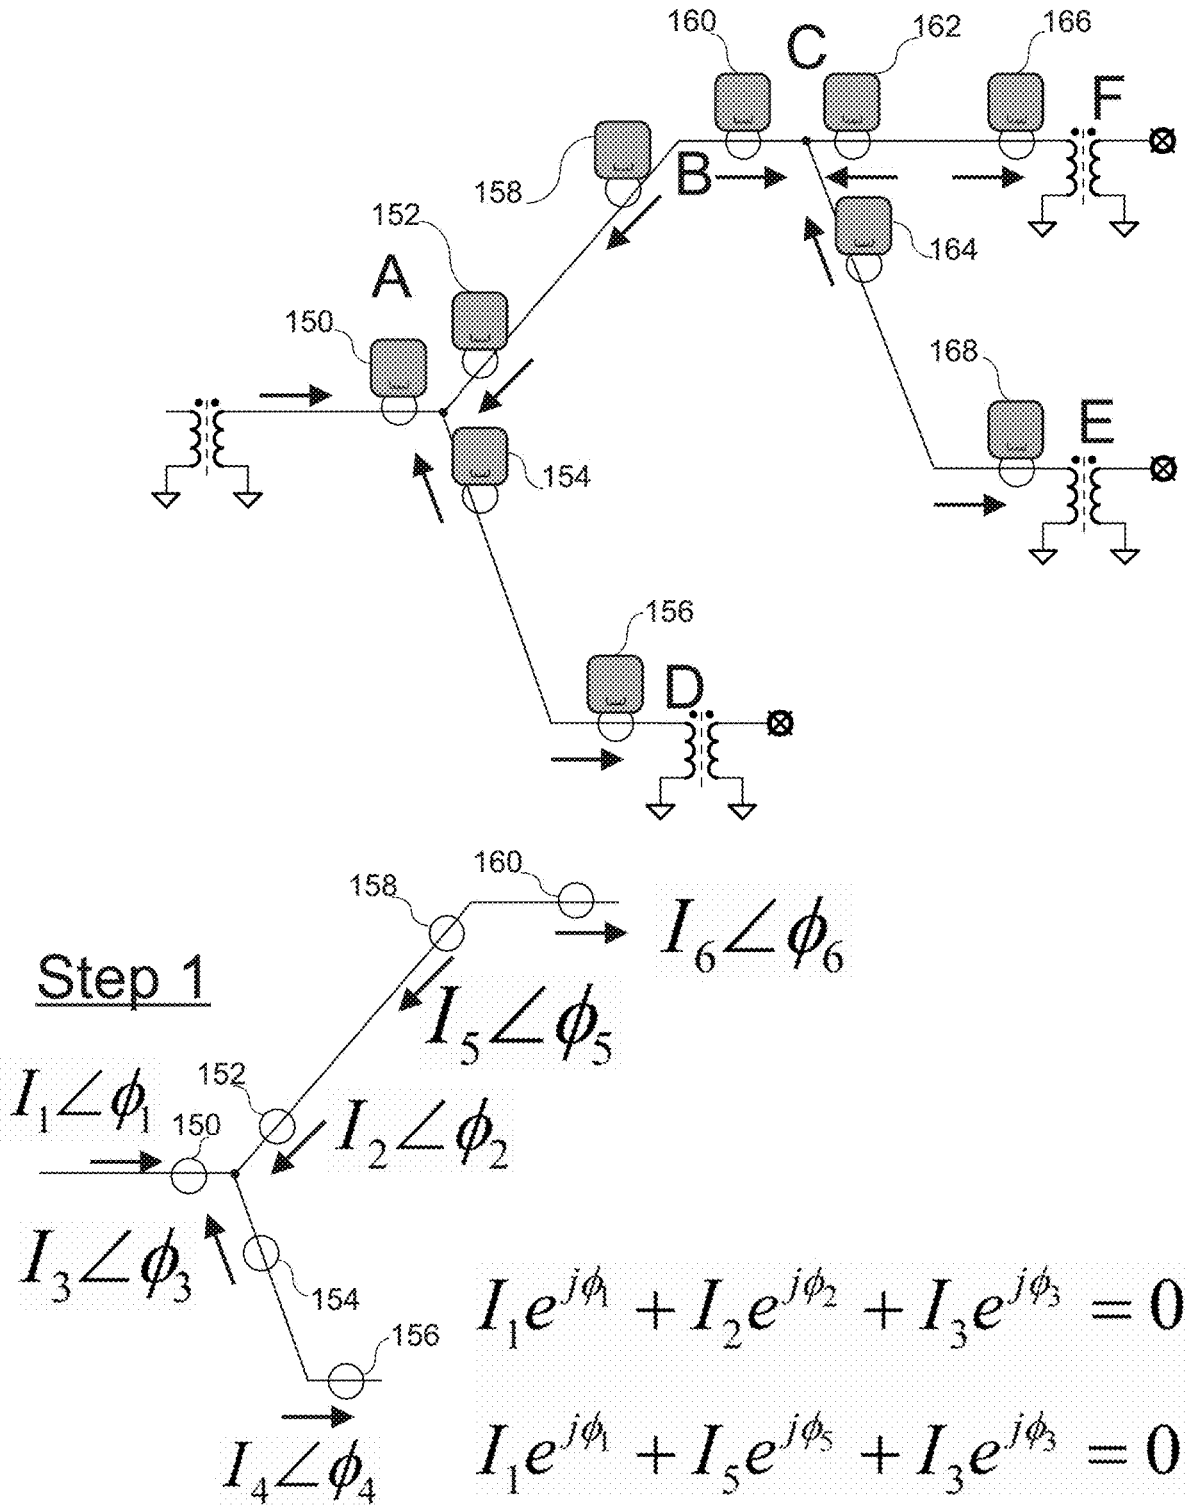 160
C
162
166
F
158
B
152
164
A
150
168
E
154
156
D
160
158
I₆∠ϕ₆
Step 1
I₅∠ϕ₅
152
I₁∠ϕ₁
150
I₂∠ϕ₂
I₃∠ϕ₃
154
I₁e^{jϕ₁} + I₂e^{jϕ₂} + I₃e^{jϕ₃} = 0
156
I₄∠ϕ₄
I₁e^{jϕ₁} + I₅e^{jϕ₅} + I₃e^{jϕ₃} = 0